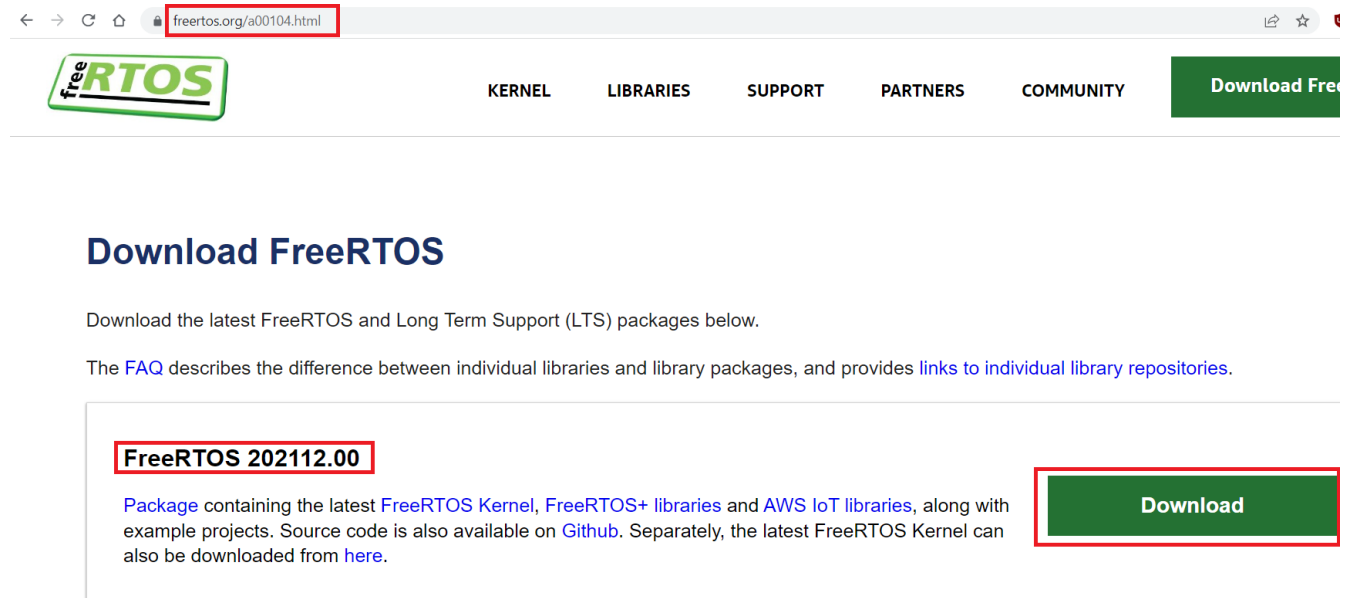 freertos.org/a00104.html
free RTOS
KERNEL LIBRARIES SUPPORT PARTNERS COMMUNITY Download Free
Download FreeRTOS
Download the latest FreeRTOS and Long Term Support (LTS) packages below.
The FAQ describes the difference between individual libraries and library packages, and provides links to individual library repositories.
FreeRTOS 202112.00
Package containing the latest FreeRTOS Kernel, FreeRTOS+ libraries and AWS IoT libraries, along with
example projects. Source code is also available on Github. Separately, the latest FreeRTOS Kernel can
also be downloaded from here.
Download